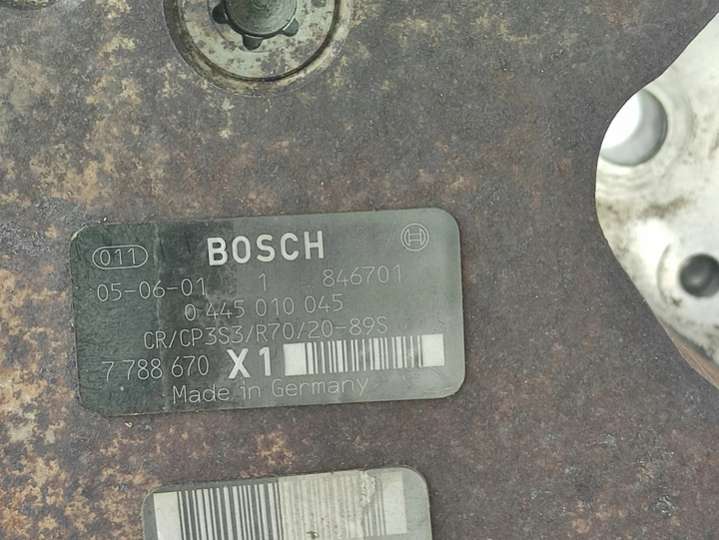 011 BOSCH
05-06-01 1 846701
0 445 010 045
CR/CP3S3/R70/20-89S
7 788 670 X1
Made in Germany